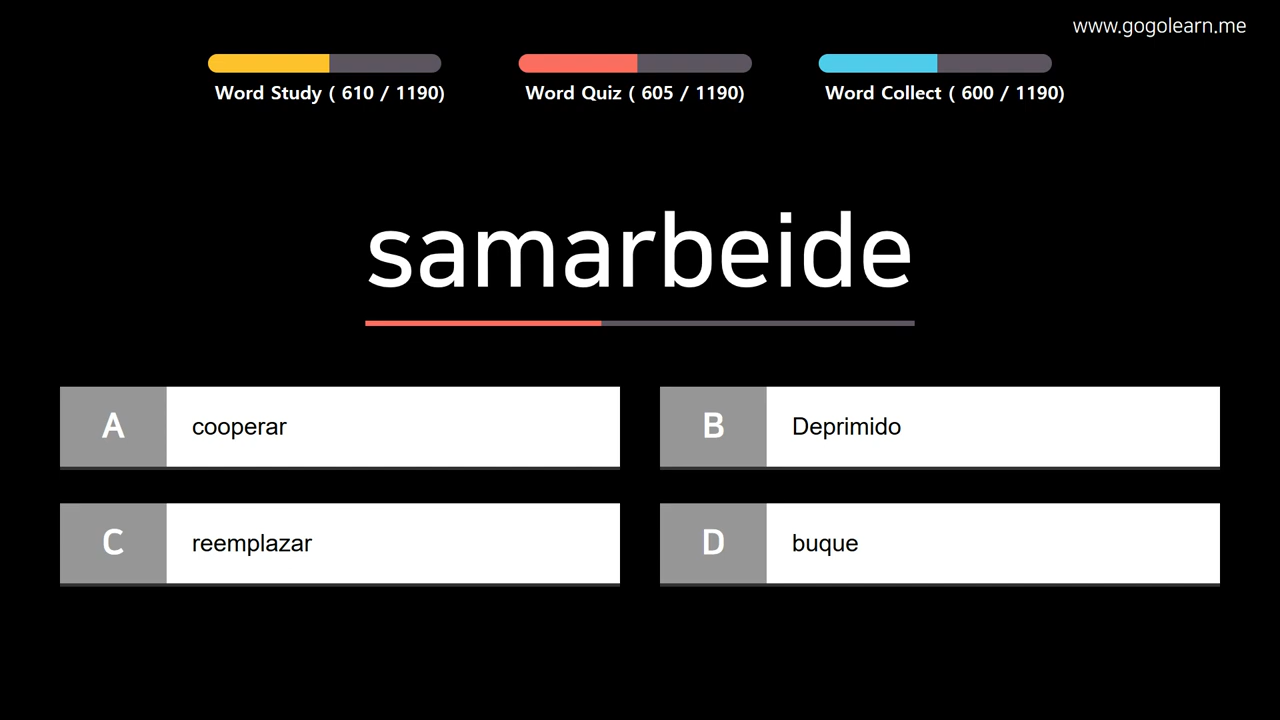 www.gogolearn.me
Word Study ( 610 / 1190)
Word Quiz ( 605 / 1190)
Word Collect ( 600 / 1190)
samarbeide
A cooperar
B Deprimido
C reemplazar
D buque